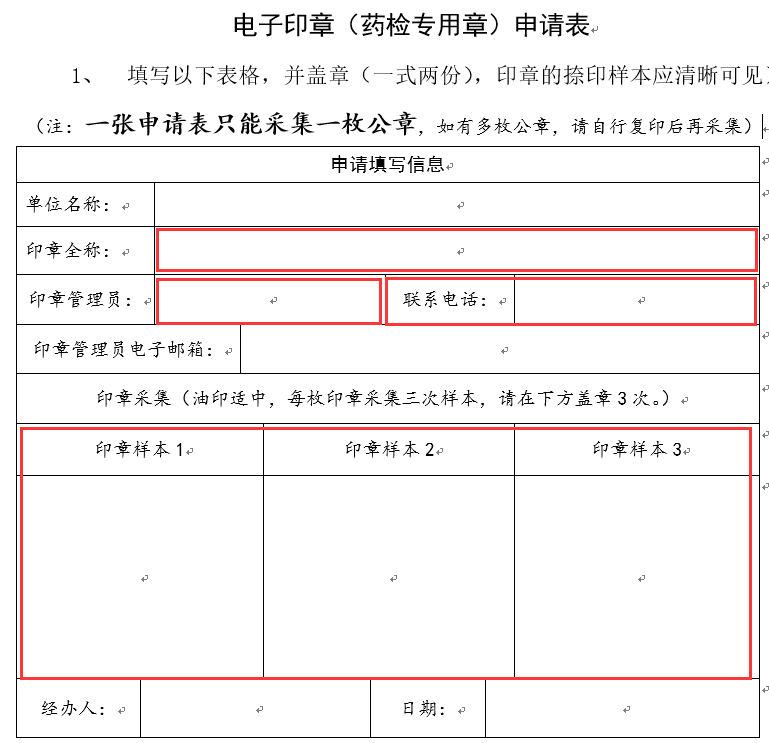 电子印章（药检专用章）申请表
1、 填写以下表格，并盖章（一式两份），印章的捺印样本应清晰可见
（注：一张申请表只能采集一枚公章，如有多枚公章，请自行复印后再采集）
申请填写信息
单位名称：
印章全称：
印章管理员： 联系电话：
印章管理员电子邮箱：
印章采集（油印适中，每枚印章采集三次样本，请在下方盖章3次。）
印章样本1 印章样本2 印章样本3
经办人： 日期：